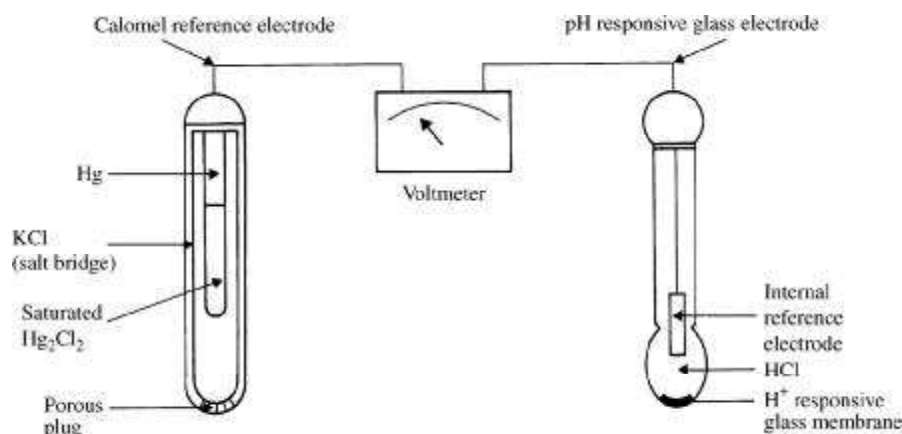 Calomel reference electrode
pH responsive glass electrode
Hg
Voltmeter
KCl
(salt bridge)
Saturated
Hg₂Cl₂
Porous
plug
Internal
reference
electrode
HCl
H⁺ responsive
glass membrane